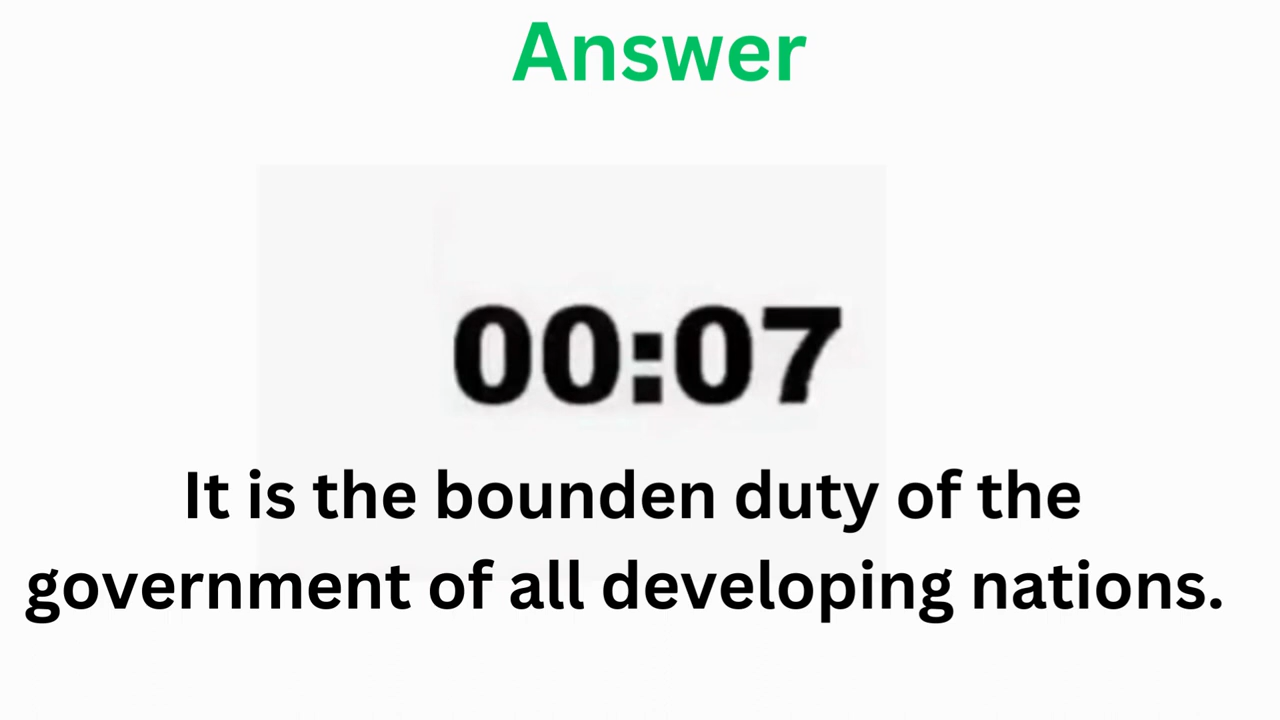 Answer
00:07
It is the bounden duty of the
government of all developing nations.